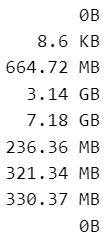 0B
8.6 KB
664.72 MB
3.14 GB
7.18 GB
236.36 MB
321.34 MB
330.37 MB
0B